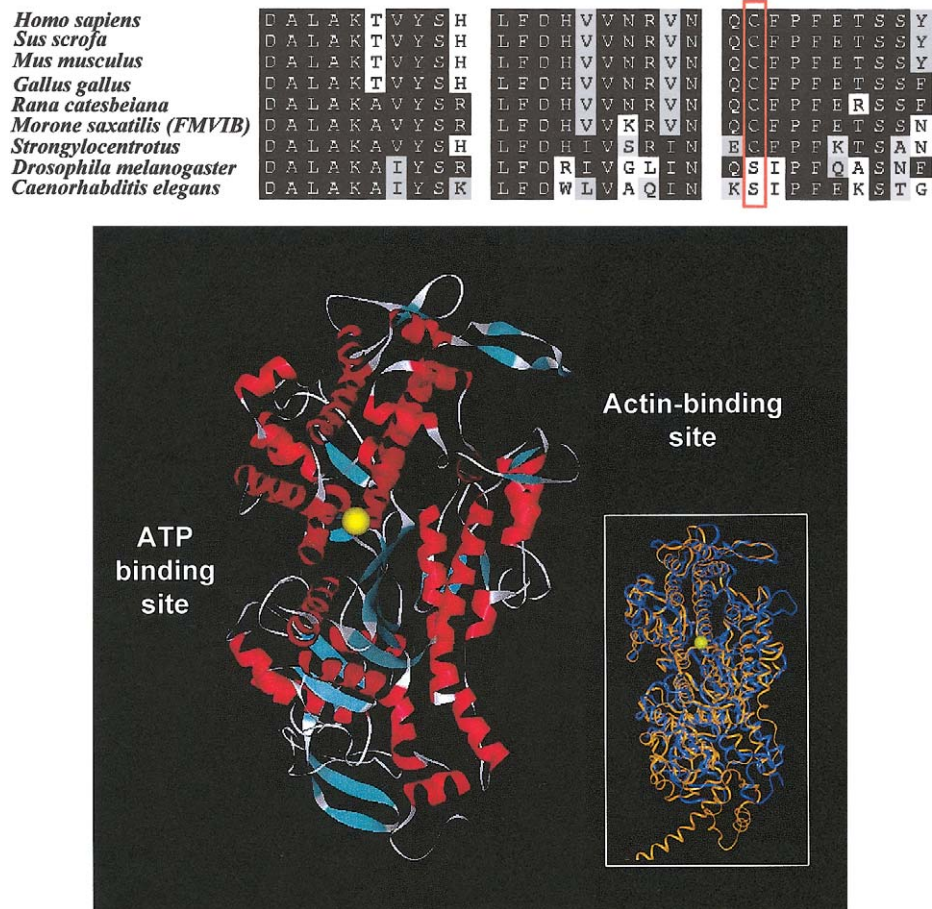 Homo sapiens D A L A K T V Y S H L F D H V V N R V N Q C F P F E T S S Y
Sus scrofa D A L A K T V Y S H L F D H V V N R V N Q C F P F E T S S Y
Mus musculus D A L A K T V Y S H L F D H V V N R V N Q C F P F E T S S Y
Gallus gallus D A L A K T V Y S H L F D H V V N R V N Q C F P F E T S S F
Rana catesbeiana D A L A K A V Y S R L F D H V V N R V N Q C F P F E R S S F
Morone saxatilis (FMVIB) D A L A K A V Y S R L F D H V V K R V N Q C F P F E T S S N
Strongylocentrotus D A L A K A V Y S H L F D H I V S R I N E C F P F K T S A N
Drosophila melanogaster D A L A K A I Y S R L F D R I V G L I N Q S I P F Q A S N F
Caenorhabditis elegans D A L A K A I Y S K L F D W L V A Q I N K S I P F E K S T G
Actin-binding
site
ATP
binding
site